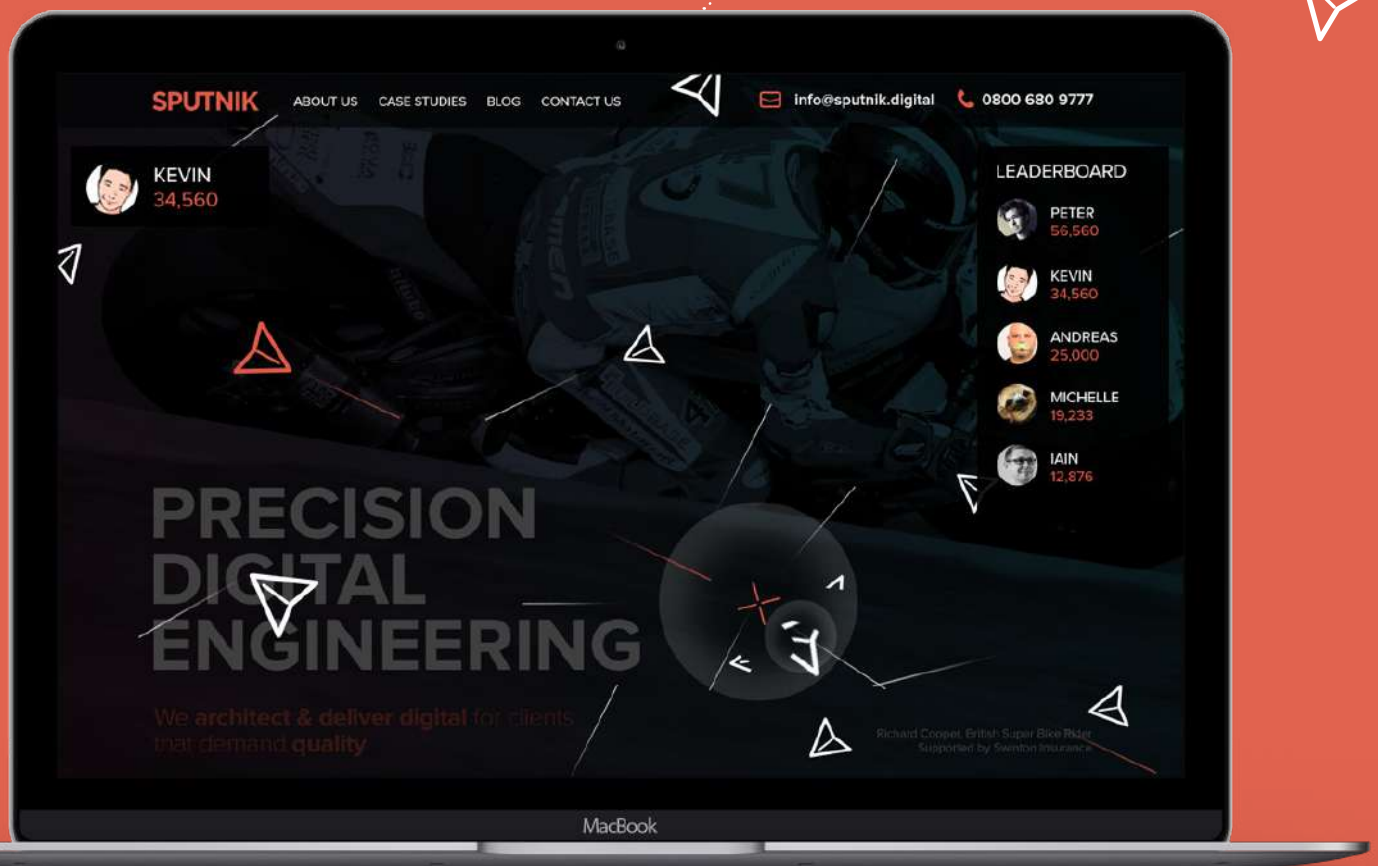 SPUTNIK
ABOUT US CASE STUDIES BLOG CONTACT US
info@sputnik.digital 0800 680 9777
KEVIN
34,560
LEADERBOARD
PETER
56,560
KEVIN
34,560
ANDREAS
25,000
MICHELLE
19,233
IAIN
12,876
PRECISION
DIGITAL
ENGINEERING
We architect & deliver digital for clients
that demand quality
Richard Cooper, British Super Bike Rider
Supported by Swinton Insurance
MacBook